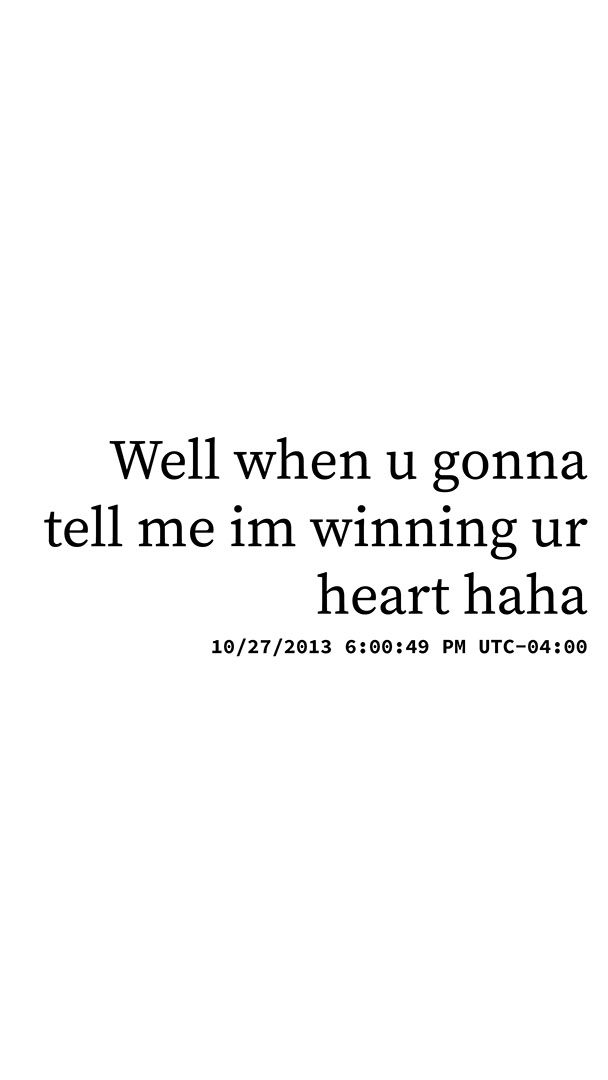 Well when u gonna
tell me im winning ur
heart haha
10/27/2013 6:00:49 PM UTC-04:00